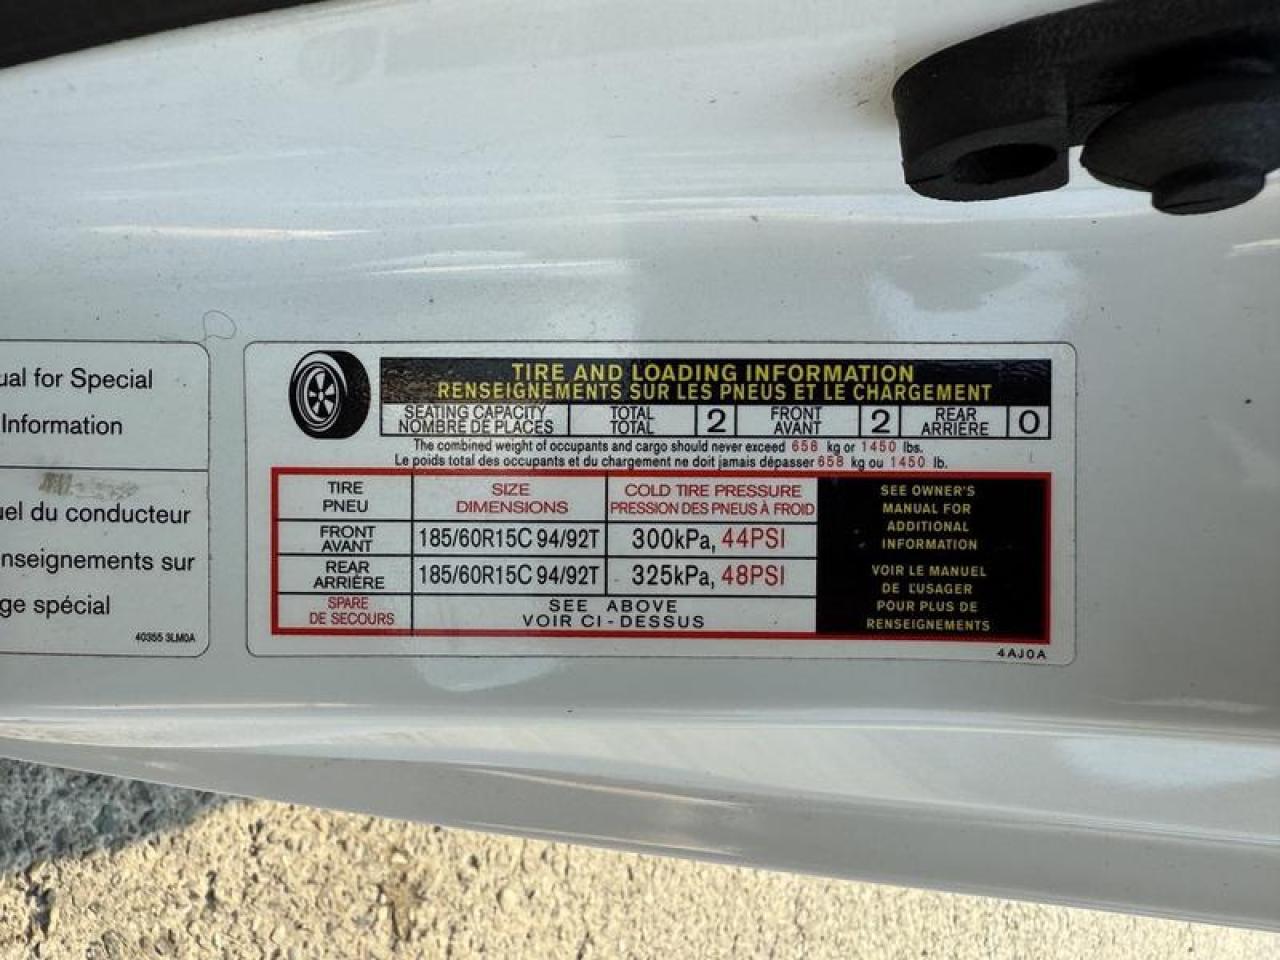 ual for Special
Information
uel du conducteur
nseignements sur
ge spécial
40355 3LM0A
TIRE AND LOADING INFORMATION
RENSEIGNEMENTS SUR LES PNEUS ET LE CHARGEMENT
SEATING CAPACITY TOTAL 2 FRONT 2 REAR 0
NOMBRE DE PLACES TOTAL AVANT ARRIÈRE
The combined weight of occupants and cargo should never exceed 658 kg or 1450 lbs.
Le poids total des occupants et du chargement ne doit jamais dépasser 658 kg ou 1450 lb.
TIRE SIZE COLD TIRE PRESSURE
PNEU DIMENSIONS PRESSION DES PNEUS À FROID
FRONT
AVANT
185/60R15C 94/92T 300kPa, 44PSI
REAR
ARRIÈRE
185/60R15C 94/92T 325kPa, 48PSI
SPARE SEE ABOVE
DE SECOURS VOIR CI-DESSUS
SEE OWNER'S
MANUAL FOR
ADDITIONAL
INFORMATION
VOIR LE MANUEL
DE L'USAGER
POUR PLUS DE
RENSEIGNEMENTS
4AJ0A